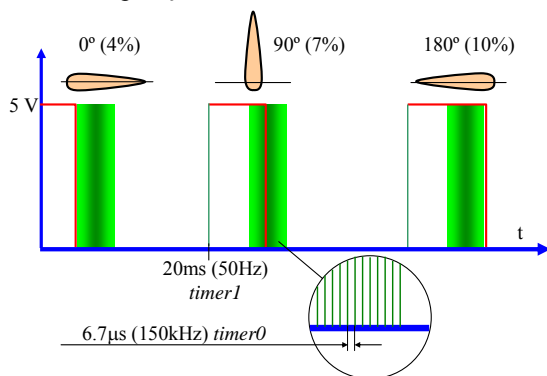 0º (4%)
90º (7%)
180º (10%)
5 V
t
20ms (50Hz)
timer1
6.7µs (150kHz) timer0